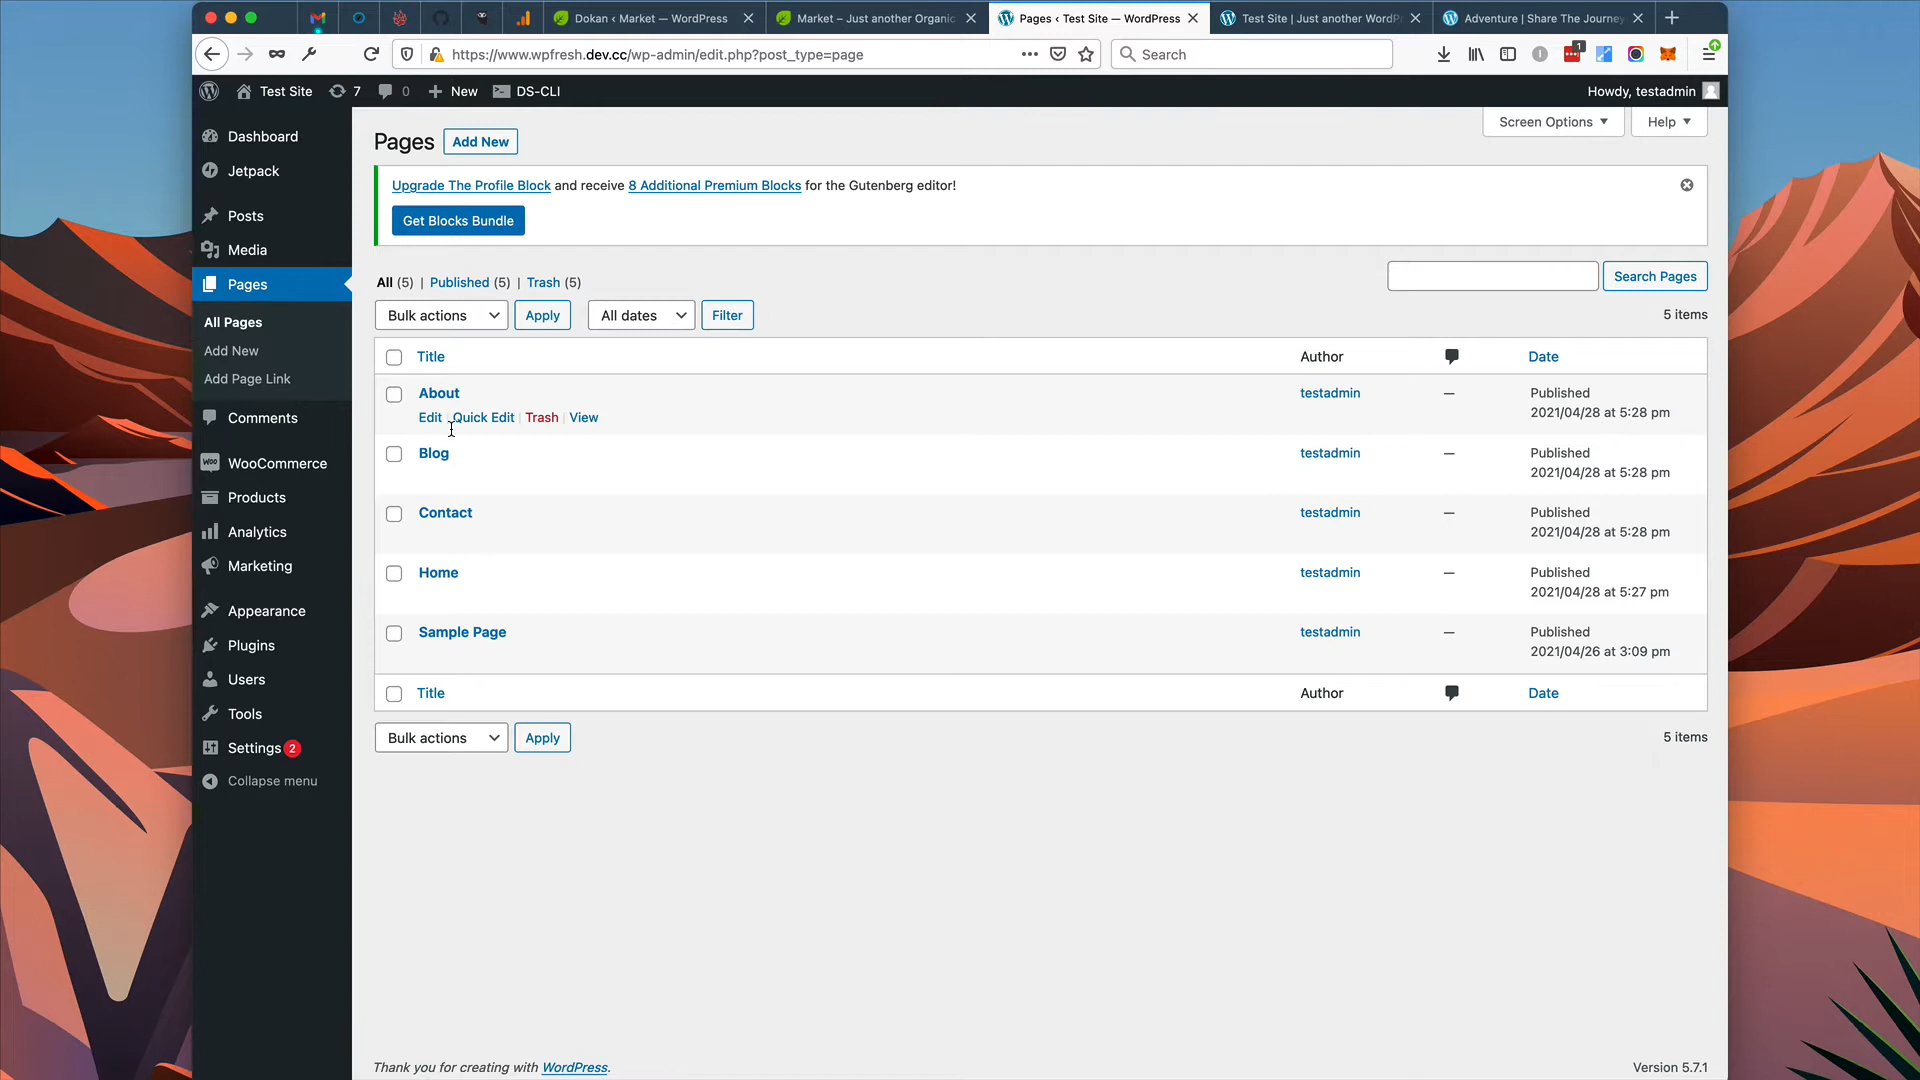 Dokan ‹ Market — WordPress
Market – Just another Organic
Pages ‹ Test Site — WordPress
Test Site | Just another WordP
Adventure | Share The Journey
https://www.wpfresh.dev.cc/wp-admin/edit.php?post_type=page
Search
1
Test Site 7 0 New DS-CLI
Howdy, testadmin
Dashboard
Jetpack
Posts
Media
Pages
All Pages
Add New
Add Page Link
Comments
WooCommerce
Products
Analytics
Marketing
Appearance
Plugins
Users
Tools
Settings 2
Collapse menu
Screen Options Help
Pages Add New
Upgrade The Profile Block and receive 8 Additional Premium Blocks for the Gutenberg editor!
Get Blocks Bundle
All (5) | Published (5) | Trash (5)
Search Pages
Bulk actions Apply All dates Filter
5 items
Title Author Date
About testadmin — Published
2021/04/28 at 5:28 pm
Edit Quick Edit | Trash | View
Blog testadmin — Published
2021/04/28 at 5:28 pm
Contact testadmin — Published
2021/04/28 at 5:28 pm
Home testadmin — Published
2021/04/28 at 5:27 pm
Sample Page testadmin — Published
2021/04/26 at 3:09 pm
Title Author Date
Bulk actions Apply
5 items
Thank you for creating with WordPress.
Version 5.7.1